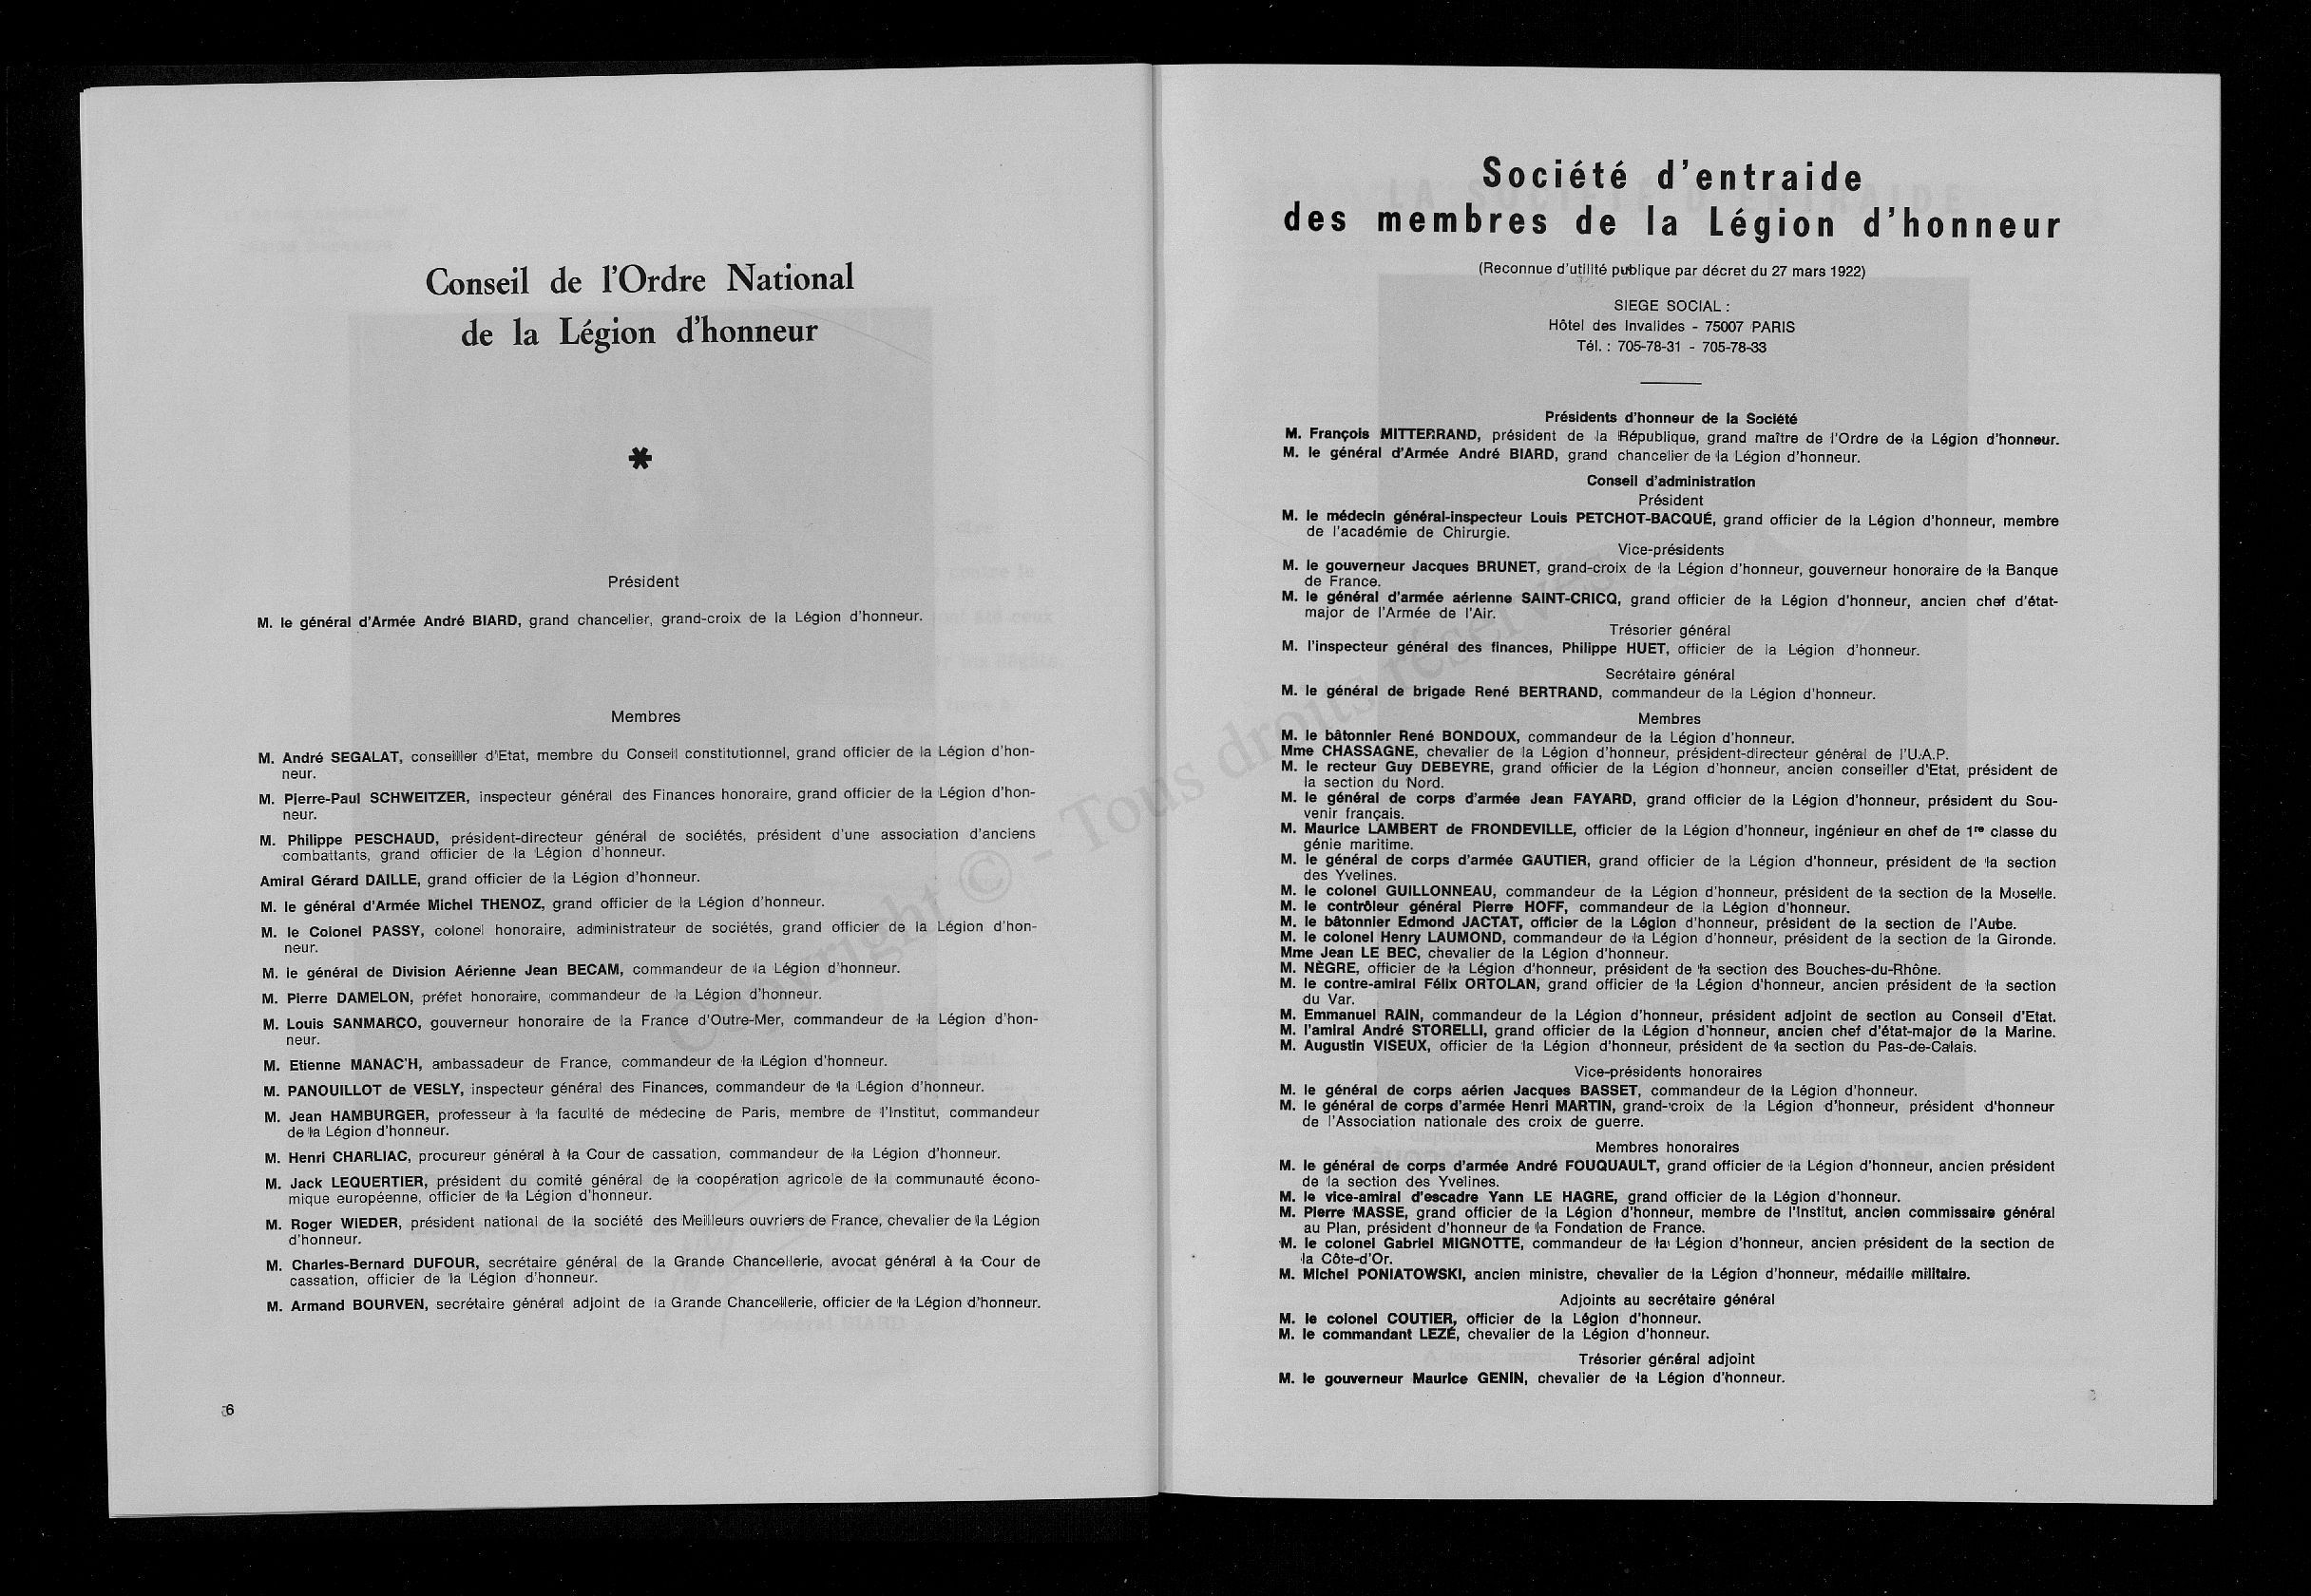 Conseil de l'Ordre National
de la Légion d'honneur
*
Président
M. le général d'Armée André BIARD, grand chancelier, grand-croix de la Légion d'honneur.
Membres
M. André SEGALAT, conseiller d'Etat, membre du Conseil constitutionnel, grand officier de la Légion d'hon-
neur.
M. Pierre-Paul SCHWEITZER, inspecteur général des Finances honoraire, grand officier de la Légion d'hon-
neur.
M. Philippe PESCHAUD, président-directeur général de sociétés, président d'une association d'anciens
combattants, grand officier de la Légion d'honneur.
Amiral Gérard DAILLE, grand officier de la Légion d'honneur.
M. le général d'Armée Michel THENOZ, grand officier de la Légion d'honneur.
M. le Colonel PASSY, colonel honoraire, administrateur de sociétés, grand officier de la Légion d'hon-
neur.
M. le général de Division Aérienne Jean BECAM, commandeur de la Légion d'honneur.
M. Pierre DAMELON, préfet honoraire, commandeur de la Légion d'honneur.
M. Louis SANMARCO, gouverneur honoraire de la France d'Outre-Mer, commandeur de la Légion d'hon-
neur.
M. Etienne MANAC'H, ambassadeur de France, commandeur de la Légion d'honneur.
M. PANOUILLOT de VESLY, inspecteur général des Finances, commandeur de la Légion d'honneur.
M. Jean HAMBURGER, professeur à la faculté de médecine de Paris, membre de l'Institut, commandeur
de la Légion d'honneur.
M. Henri CHARLIAC, procureur général à la Cour de cassation, commandeur de la Légion d'honneur.
M. Jack LEQUERTIER, président du comité général de la coopération agricole de la communauté écono-
mique européenne, officier de la Légion d'honneur.
M. Roger WIEDER, président national de la société des Meilleurs ouvriers de France, chevalier de la Légion
d'honneur.
M. Charles-Bernard DUFOUR, secrétaire général de la Grande Chancellerie, avocat général à la Cour de
cassation, officier de la Légion d'honneur.
M. Armand BOURVEN, secrétaire général adjoint de la Grande Chancellerie, officier de la Légion d'honneur.
6
Société d'entraide
des membres de la Légion d'honneur
(Reconnue d'utilité publique par décret du 27 mars 1922)
SIEGE SOCIAL :
Hôtel des Invalides - 75007 PARIS
Tél. : 705-78-31 - 705-78-33
Présidents d'honneur de la Société
M. François MITTERRAND, président de la République, grand maître de l'Ordre de la Légion d'honneur.
M. le général d'Armée André BIARD, grand chancelier de la Légion d'honneur.
Conseil d'administration
Président
M. le médecin général-inspecteur Louis PETCHOT-BACQUÉ, grand officier de la Légion d'honneur, membre
de l'académie de Chirurgie.
Vice-présidents
M. le gouverneur Jacques BRUNET, grand-croix de la Légion d'honneur, gouverneur honoraire de la Banque
de France.
M. le général d'armée aérienne SAINT-CRICQ, grand officier de la Légion d'honneur, ancien chef d'état-
major de l'Armée de l'Air.
Trésorier général
M. l'inspecteur général des finances, Philippe HUET, officier de la Légion d'honneur.
Secrétaire général
M. le général de brigade René BERTRAND, commandeur de la Légion d'honneur.
Membres
M. le bâtonnier René BONDOUX, commandeur de la Légion d'honneur.
Mme CHASSAGNE, chevalier de la Légion d'honneur, président-directeur général de l'U.A.P.
M. le recteur Guy DEBEYRE, grand officier de la Légion d'honneur, ancien conseiller d'Etat, président de
la section du Nord.
M. le général de corps d'armée Jean FAYARD, grand officier de la Légion d'honneur, président du Sou-
venir français.
M. Maurice LAMBERT de FRONDEVILLE, officier de la Légion d'honneur, ingénieur en chef de 1re classe du
génie maritime.
M. le général de corps d'armée GAUTIER, grand officier de la Légion d'honneur, président de la section
des Yvelines.
M. le colonel GUILLONNEAU, commandeur de la Légion d'honneur, président de la section de la Moselle.
M. le contrôleur général Pierre HOFF, commandeur de la Légion d'honneur.
M. le bâtonnier Edmond JACTAT, officier de la Légion d'honneur, président de la section de l'Aube.
M. le colonel Henry LAUMOND, commandeur de la Légion d'honneur, président de la section de la Gironde.
Mme Jean LE BEC, chevalier de la Légion d'honneur.
M. NÈGRE, officier de la Légion d'honneur, président de la section des Bouches-du-Rhône.
M. le contre-amiral Félix ORTOLAN, grand officier de la Légion d'honneur, ancien président de la section
du Var.
M. Emmanuel RAIN, commandeur de la Légion d'honneur, président adjoint de section au Conseil d'Etat.
M. l'amiral André STORELLI, grand officier de la Légion d'honneur, ancien chef d'état-major de la Marine.
M. Augustin VISEUX, officier de la Légion d'honneur, président de la section du Pas-de-Calais.
Vice-présidents honoraires
M. le général de corps aérien Jacques BASSET, commandeur de la Légion d'honneur.
M. le général de corps d'armée Henri MARTIN, grand-croix de la Légion d'honneur, président d'honneur
de l'Association nationale des croix de guerre.
Membres honoraires
M. le général de corps d'armée André FOUQUAULT, grand officier de la Légion d'honneur, ancien président
de la section des Yvelines.
M. le vice-amiral d'escadre Yann LE HAGRE, grand officier de la Légion d'honneur.
M. Pierre MASSE, grand officier de la Légion d'honneur, membre de l'Institut, ancien commissaire général
au Plan, président d'honneur de la Fondation de France.
M. le colonel Gabriel MIGNOTTE, commandeur de la Légion d'honneur, ancien président de la section de
la Côte-d'Or.
M. Michel PONIATOWSKI, ancien ministre, chevalier de la Légion d'honneur, médaille militaire.
Adjoints au secrétaire général
M. le colonel COUTIER, officier de la Légion d'honneur.
M. le commandant LEZÉ, chevalier de la Légion d'honneur.
Trésorier général adjoint
M. le gouverneur Maurice GENIN, chevalier de la Légion d'honneur.
Copyright © - Tous droits réservés